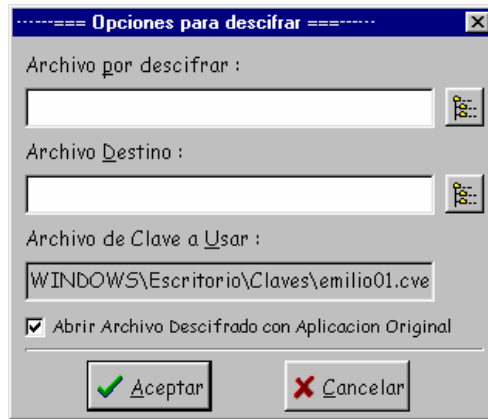 ······=== Opciones para descifrar ===······
Archivo por descifrar :
Archivo Destino :
Archivo de Clave a Usar :
WINDOWS\Escritorio\Claves\emilio01.cve
Abrir Archivo Descifrado con Aplicacion Original
Aceptar Cancelar